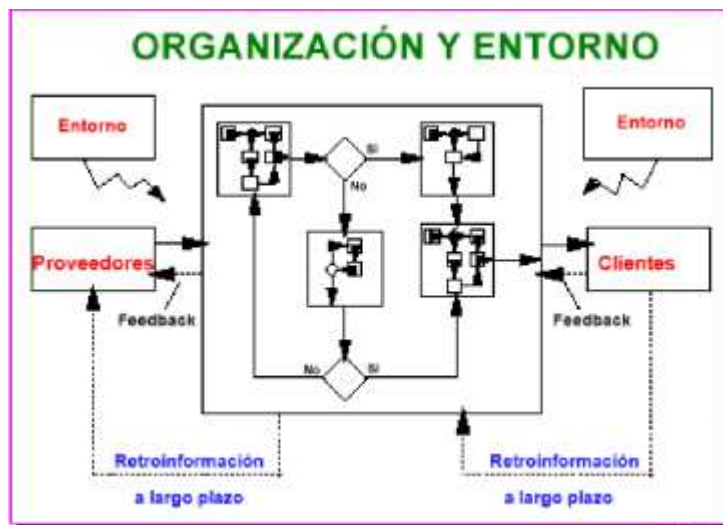 ORGANIZACIÓN Y ENTORNO
Entorno
Entorno
Si
No
Proveedores
Clientes
Feedback
Feedback
No
Si
Retroinformación
a largo plazo
Retroinformación
a largo plazo